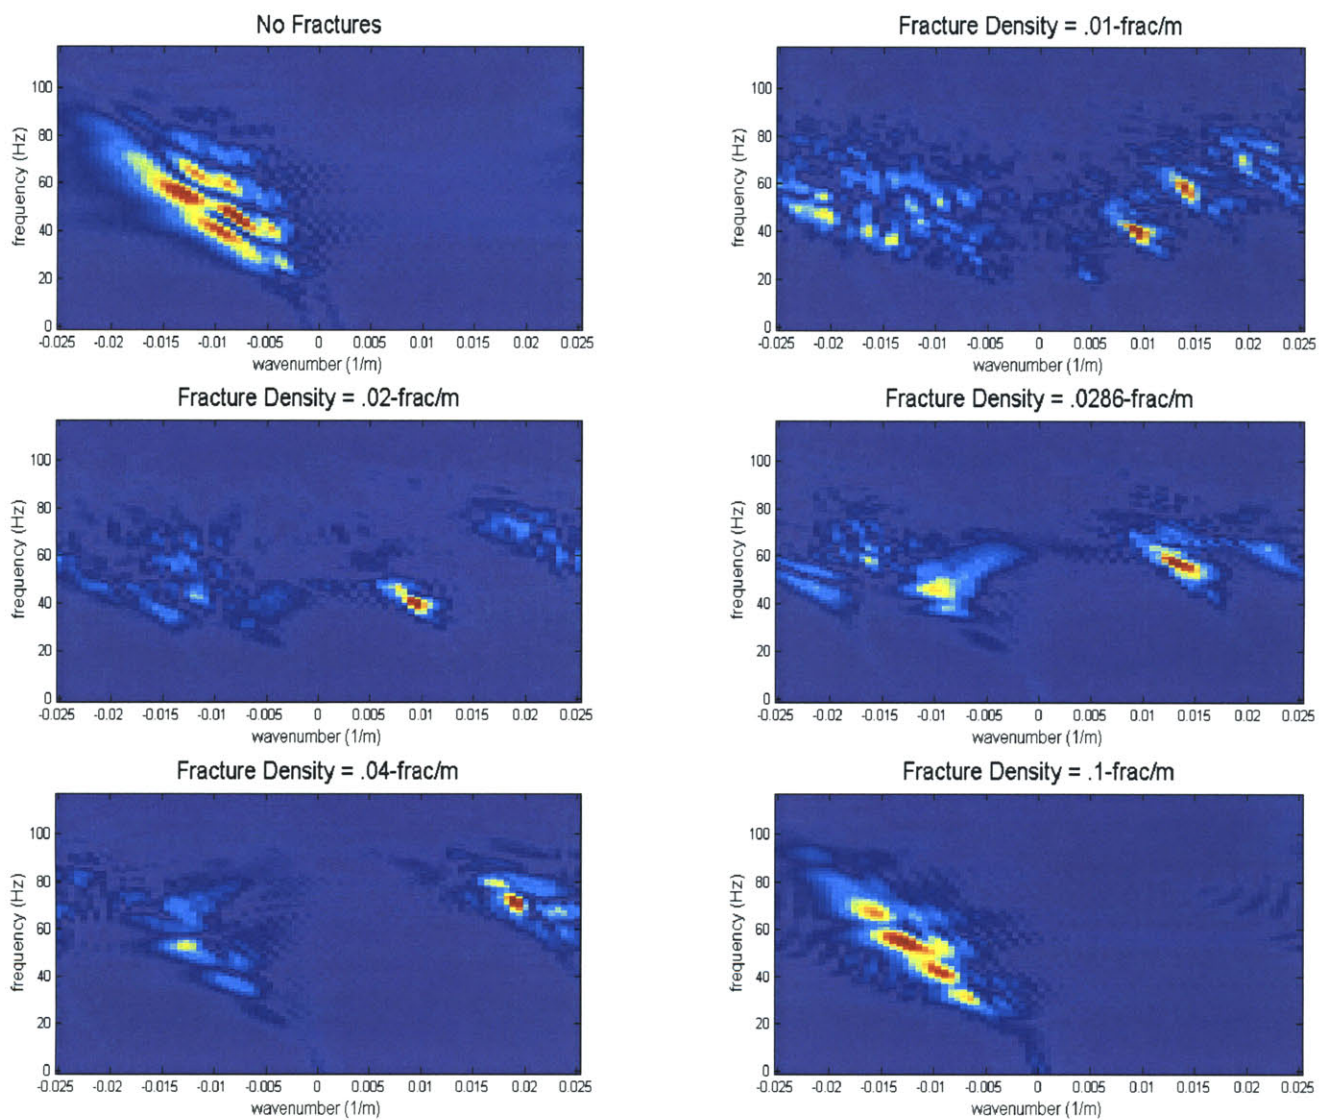 No Fractures
frequency (Hz)
100
80
60
40
20
0
-0.025 -0.02 -0.015 -0.01 -0.005 0 0.005 0.01 0.015 0.02 0.025
wavenumber (1/m)
Fracture Density = .01-frac/m
frequency (Hz)
100
80
60
40
20
0
-0.025 -0.02 -0.015 -0.01 -0.005 0 0.005 0.01 0.015 0.02 0.025
wavenumber (1/m)
Fracture Density = .02-frac/m
frequency (Hz)
100
80
60
40
20
0
-0.025 -0.02 -0.015 -0.01 -0.005 0 0.005 0.01 0.015 0.02 0.025
wavenumber (1/m)
Fracture Density = .0286-frac/m
frequency (Hz)
100
80
60
40
20
0
-0.025 -0.02 -0.015 -0.01 -0.005 0 0.005 0.01 0.015 0.02 0.025
wavenumber (1/m)
Fracture Density = .04-frac/m
frequency (Hz)
100
80
60
40
20
0
-0.025 -0.02 -0.015 -0.01 -0.005 0 0.005 0.01 0.015 0.02 0.025
wavenumber (1/m)
Fracture Density = .1-frac/m
frequency (Hz)
100
80
60
40
20
0
-0.025 -0.02 -0.015 -0.01 -0.005 0 0.005 0.01 0.015 0.02 0.025
wavenumber (1/m)